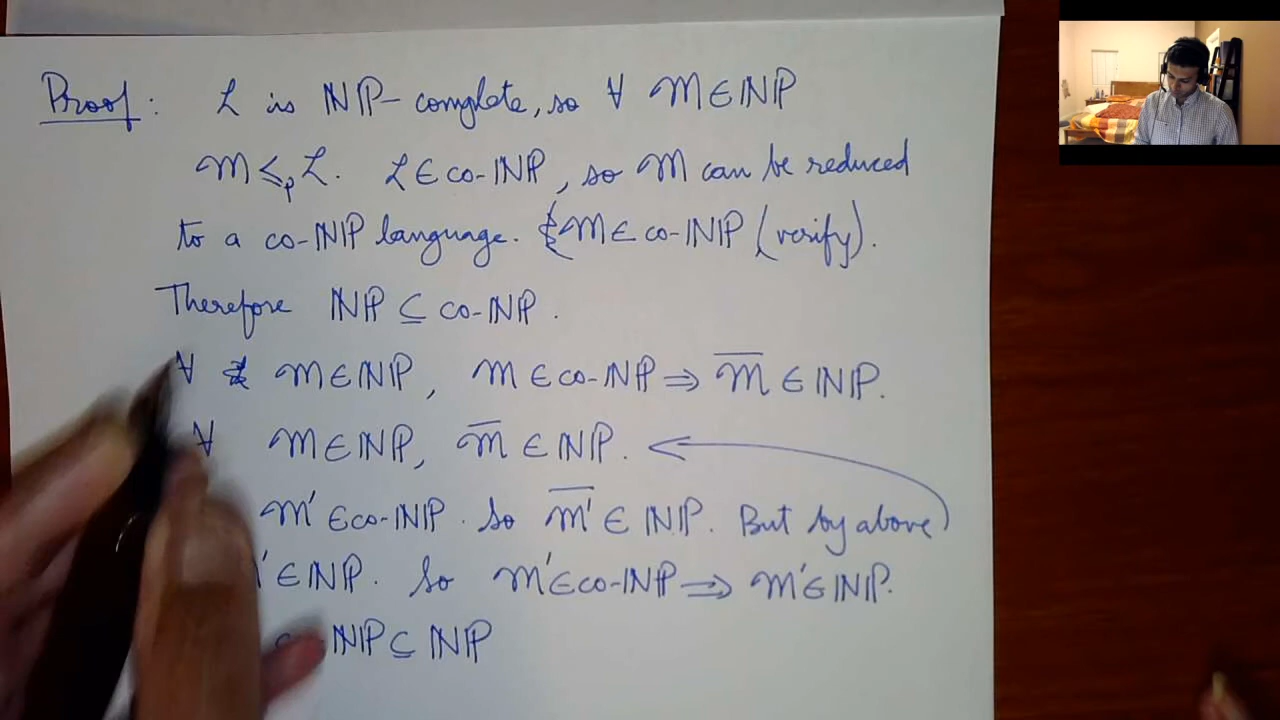 Proof: L is NP-complete, so ∀ M∈NP
M ≤ₚ L. L∈co-NP, so M can be reduced
to a co-NP language. M∈co-NP (verify).
Therefore NP ⊆ co-NP.
∀ M∈NP, M∈co-NP ⇒ M̅ ∈ NP.
∀ M∈NP, M̅ ∈ NP.
M' ∈ co-NP. So M̅'̅ ∈ NP. But by above
' ∈ NP. So M'∈co-NP ⇒ M'∈NP.
NP ⊆ NP